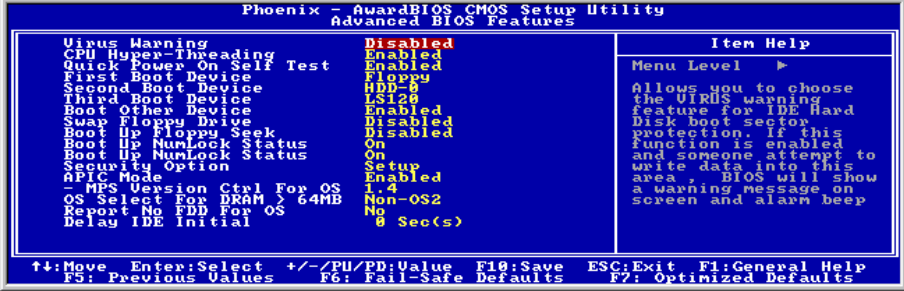 Phoenix - AwardBIOS CMOS Setup Utility
Advanced BIOS Features
Virus Warning Disabled
CPU Hyper-Threading Enabled
Quick Power On Self Test Enabled
First Boot Device Floppy
Second Boot Device HDD-0
Third Boot Device LS120
Boot Other Device Enabled
Swap Floppy Drive Disabled
Boot Up Floppy Seek Disabled
Boot Up NumLock Status On
Boot Up NumLock Status On
Security Option Setup
APIC Mode Enabled
- MPS Version Ctrl For OS 1.4
OS Select For DRAM > 64MB Non-OS2
Report No FDD For OS No
Delay IDE Initial 0 Sec(s)
Item Help
Menu Level ►
Allows you to choose
the VIRUS warning
feature for IDE Hard
Disk boot sector
protection. If this
function is enabled
and someone attempt to
write data into this
area , BIOS will show
a warning message on
screen and alarm beep
↑↓:Move Enter:Select +/-/PU/PD:Value F10:Save ESC:Exit F1:General Help
F5: Previous Values F6: Fail-Safe Defaults F7: Optimized Defaults